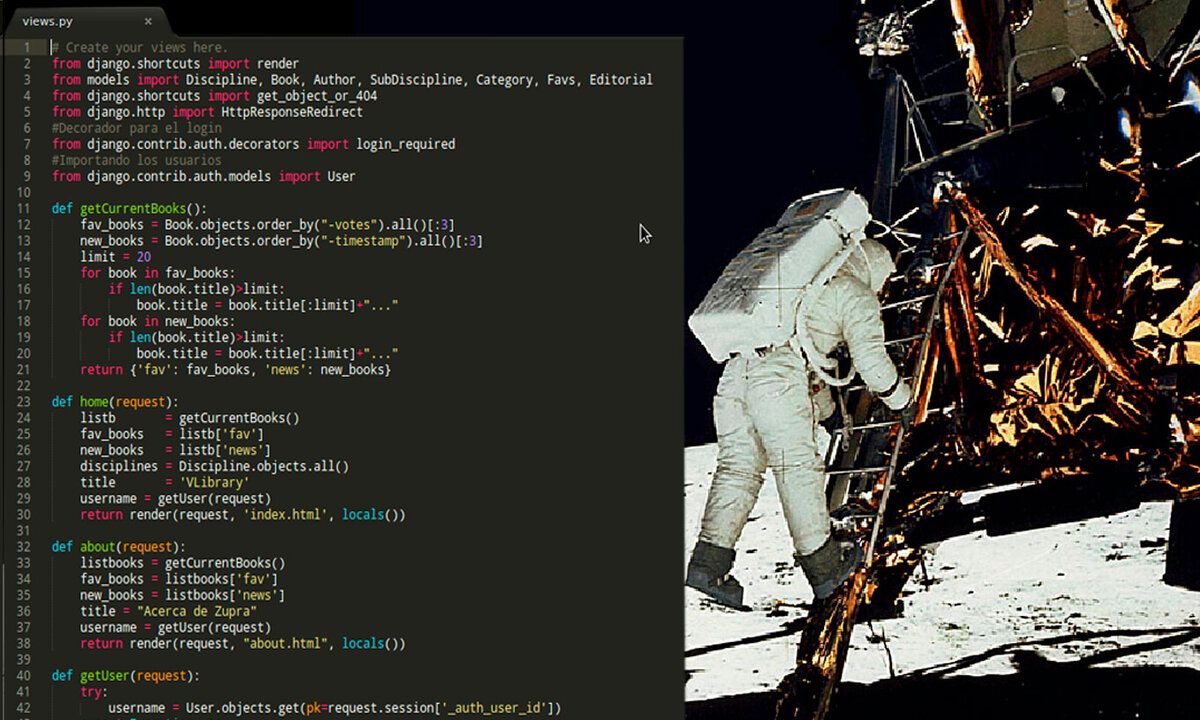 views.py ×
1 # Create your views here.
2 from django.shortcuts import render
3 from models import Discipline, Book, Author, SubDiscipline, Category, Favs, Editorial
4 from django.shortcuts import get_object_or_404
5 from django.http import HttpResponseRedirect
6 #Decorador para el login
7 from django.contrib.auth.decorators import login_required
8 #Importando los usuarios
9 from django.contrib.auth.models import User
10
11 def getCurrentBooks():
12     fav_books = Book.objects.order_by("-votes").all()[:3]
13     new_books = Book.objects.order_by("-timestamp").all()[:3]
14     limit = 20
15     for book in fav_books:
16         if len(book.title)>limit:
17             book.title = book.title[:limit]+"..."
18     for book in new_books:
19         if len(book.title)>limit:
20             book.title = book.title[:limit]+"..."
21     return {'fav': fav_books, 'news': new_books}
22
23 def home(request):
24     listb       = getCurrentBooks()
25     fav_books   = listb['fav']
26     new_books   = listb['news']
27     disciplines = Discipline.objects.all()
28     title       = 'VLibrary'
29     username = getUser(request)
30     return render(request, 'index.html', locals())
31
32 def about(request):
33     listbooks = getCurrentBooks()
34     fav_books = listbooks['fav']
35     new_books = listbooks['news']
36     title = "Acerca de Zupra"
37     username = getUser(request)
38     return render(request, "about.html", locals())
39
40 def getUser(request):
41     try:
42         username = User.objects.get(pk=request.session['_auth_user_id'])